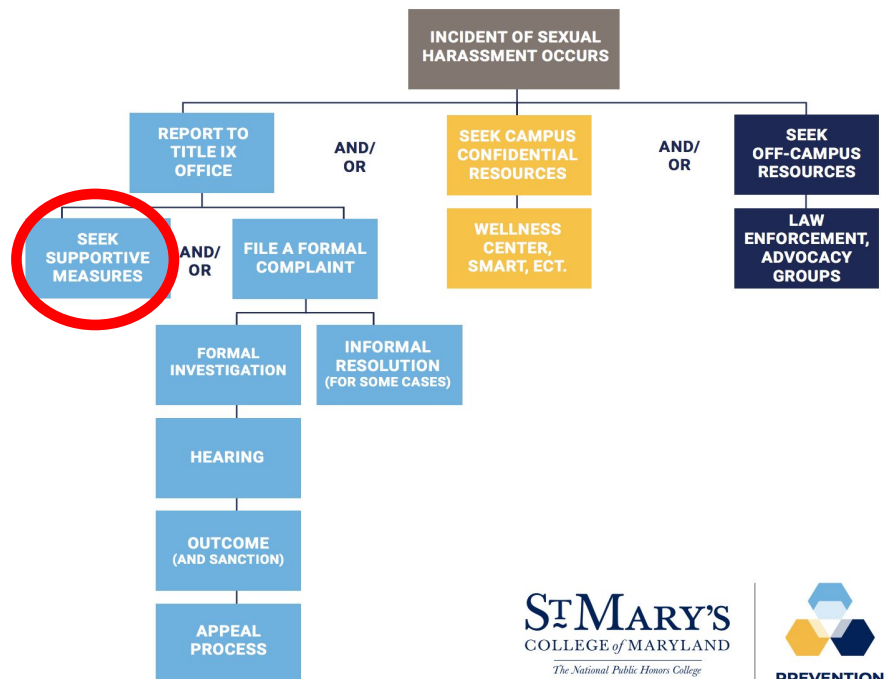 INCIDENT OF SEXUAL
HARASSMENT OCCURS
REPORT TO
TITLE IX
OFFICE
AND/
OR
SEEK CAMPUS
CONFIDENTIAL
RESOURCES
AND/
OR
SEEK
OFF-CAMPUS
RESOURCES
SEEK
SUPPORTIVE
MEASURES
AND/
OR
FILE A FORMAL
COMPLAINT
WELLNESS
CENTER,
SMART, ECT.
LAW
ENFORCEMENT,
ADVOCACY
GROUPS
FORMAL
INVESTIGATION
INFORMAL
RESOLUTION
(FOR SOME CASES)
HEARING
OUTCOME
(AND SANCTION)
APPEAL
PROCESS
ST MARY'S
COLLEGE of MARYLAND
The National Public Honors College
PREVENTION